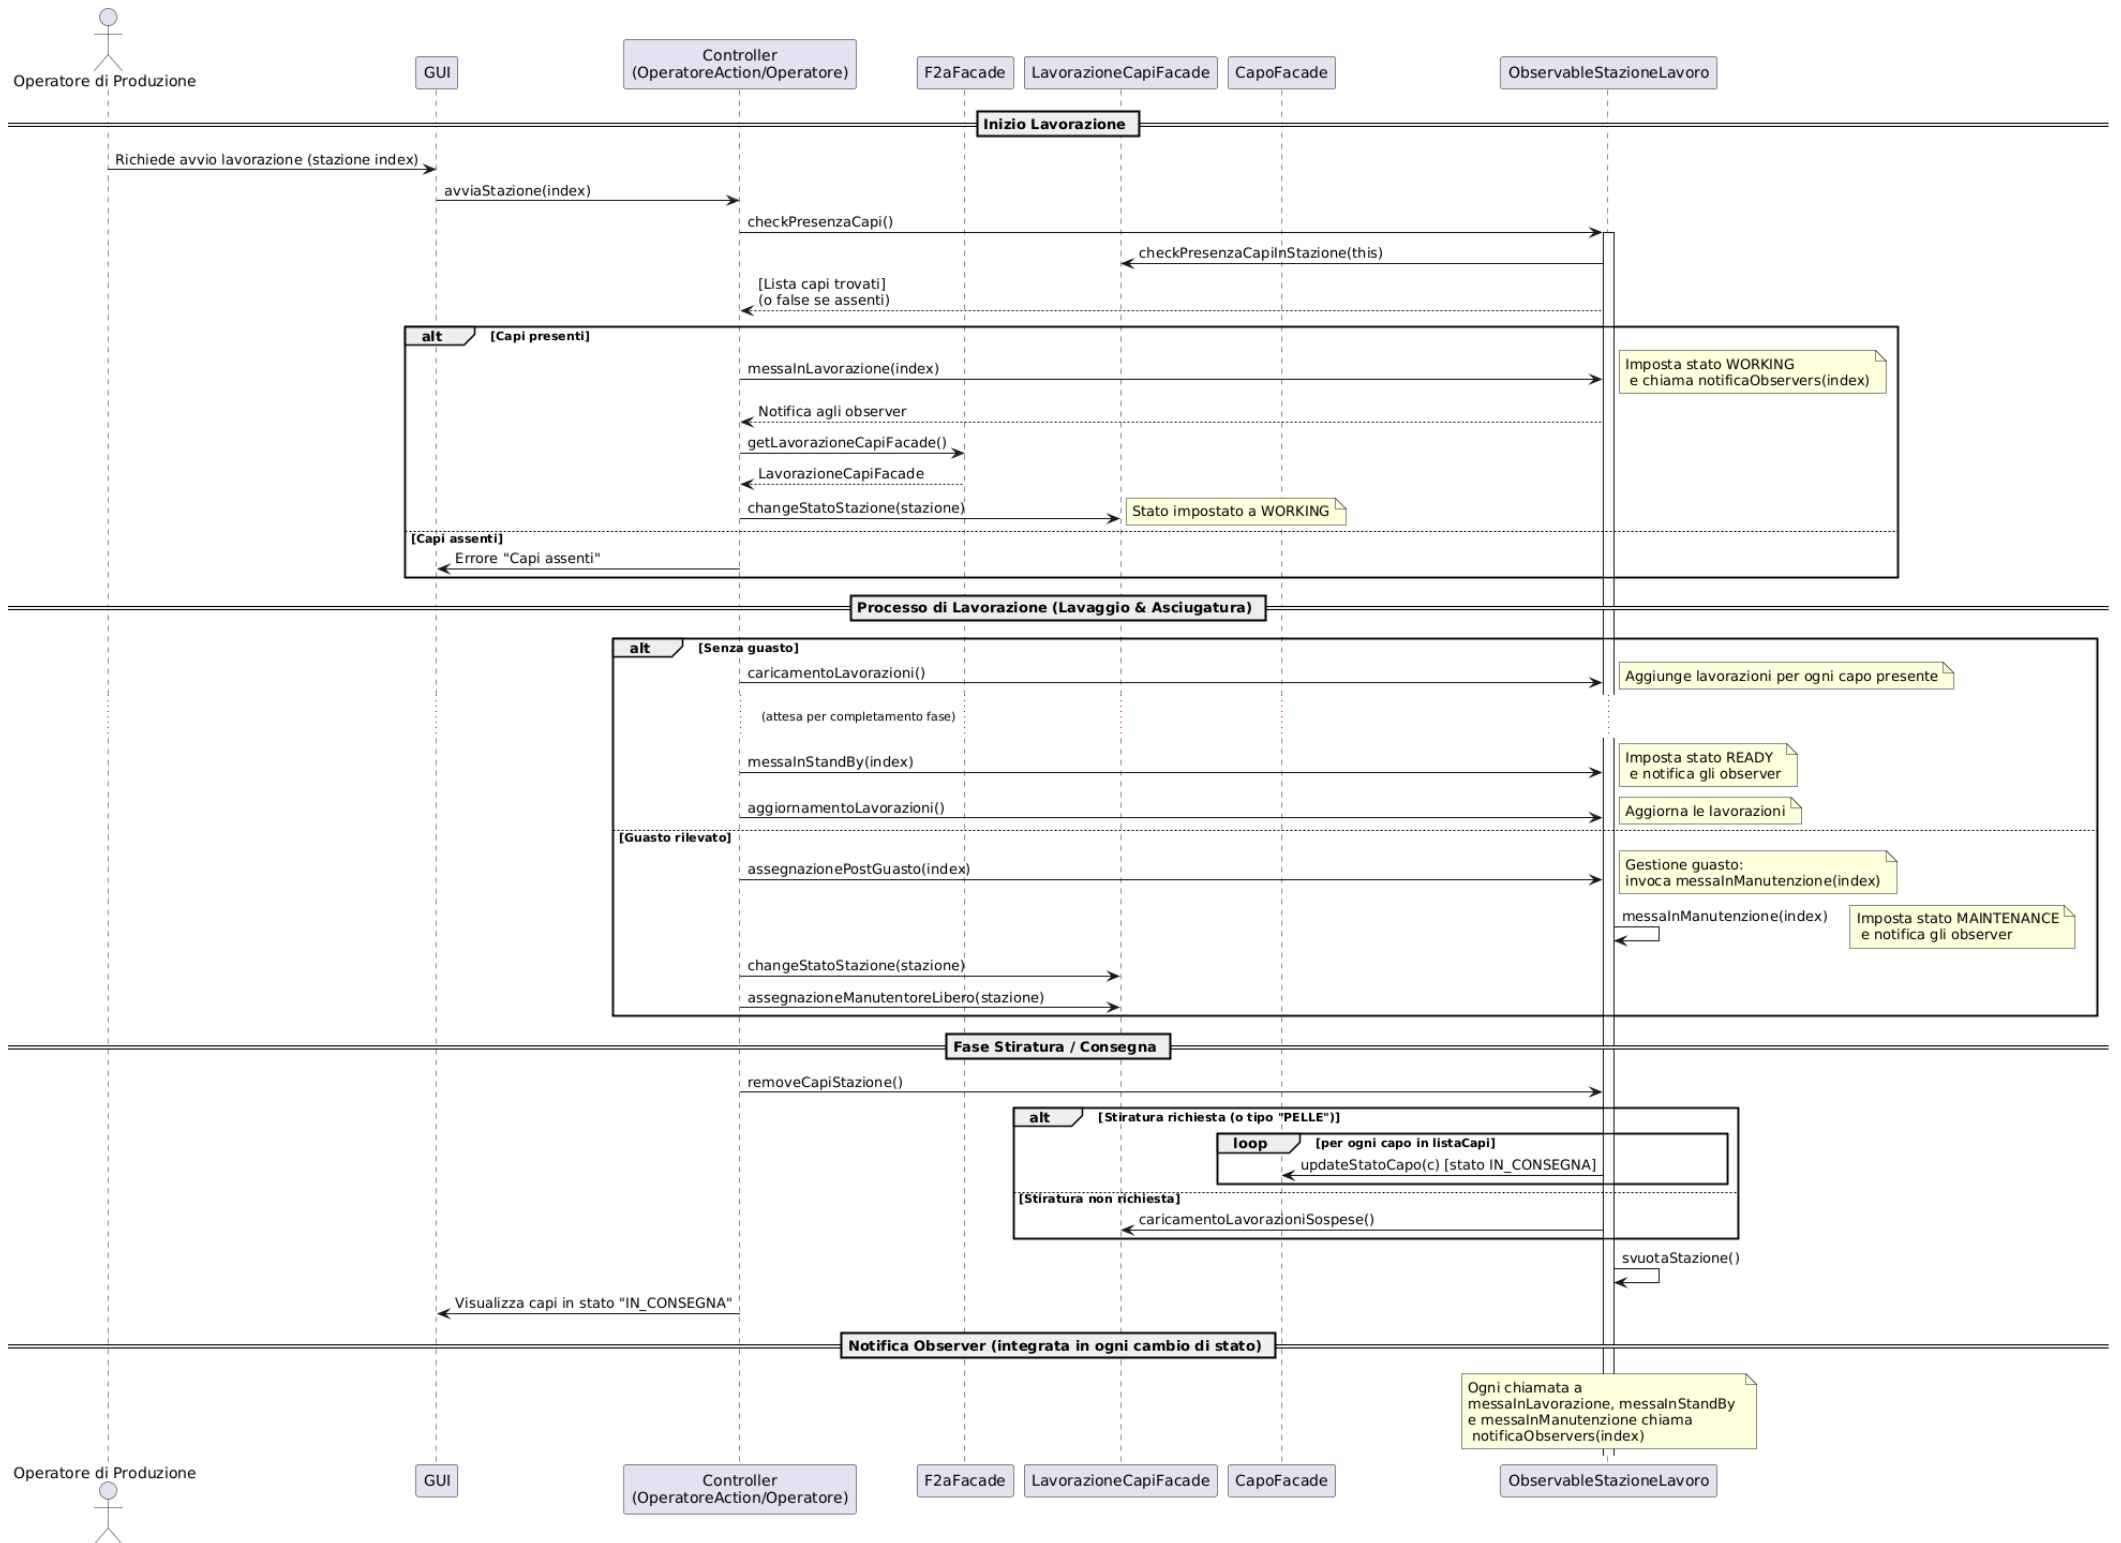 Operatore di Produzione
GUI
Controller
(OperatoreAction/Operatore)
F2aFacade
LavorazioneCapiFacade
CapoFacade
ObservableStazioneLavoro
Inizio Lavorazione
Richiede avvio lavorazione (stazione index)
avviaStazione(index)
checkPresenzaCapi()
checkPresenzaCapiInStazione(this)
[Lista capi trovati]
(o false se assenti)
alt
[Capi presenti]
messaInLavorazione(index)
Imposta stato WORKING
e chiama notificaObservers(index)
Notifica agli observer
getLavorazioneCapiFacade()
LavorazioneCapiFacade
changeStatoStazione(stazione)
Stato impostato a WORKING
[Capi assenti]
Errore "Capi assenti"
Processo di Lavorazione (Lavaggio & Asciugatura)
alt
[Senza guasto]
caricamentoLavorazioni()
Aggiunge lavorazioni per ogni capo presente
(attesa per completamento fase)
messaInStandBy(index)
Imposta stato READY
e notifica gli observer
aggiornamentoLavorazioni()
Aggiorna le lavorazioni
[Guasto rilevato]
assegnazionePostGuasto(index)
Gestione guasto:
invoca messaInManutenzione(index)
messaInManutenzione(index)
Imposta stato MAINTENANCE
e notifica gli observer
changeStatoStazione(stazione)
assegnazioneManutentoreLibero(stazione)
Fase Stiratura / Consegna
removeCapiStazione()
alt
[Stiratura richiesta (o tipo "PELLE")]
loop
[per ogni capo in listaCapi]
updateStatoCapo(c) [stato IN_CONSEGNA]
[Stiratura non richiesta]
caricamentoLavorazioniSospese()
svuotaStazione()
Visualizza capi in stato "IN_CONSEGNA"
Notifica Observer (integrata in ogni cambio di stato)
Ogni chiamata a
messaInLavorazione, messaInStandBy
e messaInManutenzione chiama
notificaObservers(index)
Operatore di Produzione
GUI
Controller
(OperatoreAction/Operatore)
F2aFacade
LavorazioneCapiFacade
CapoFacade
ObservableStazioneLavoro